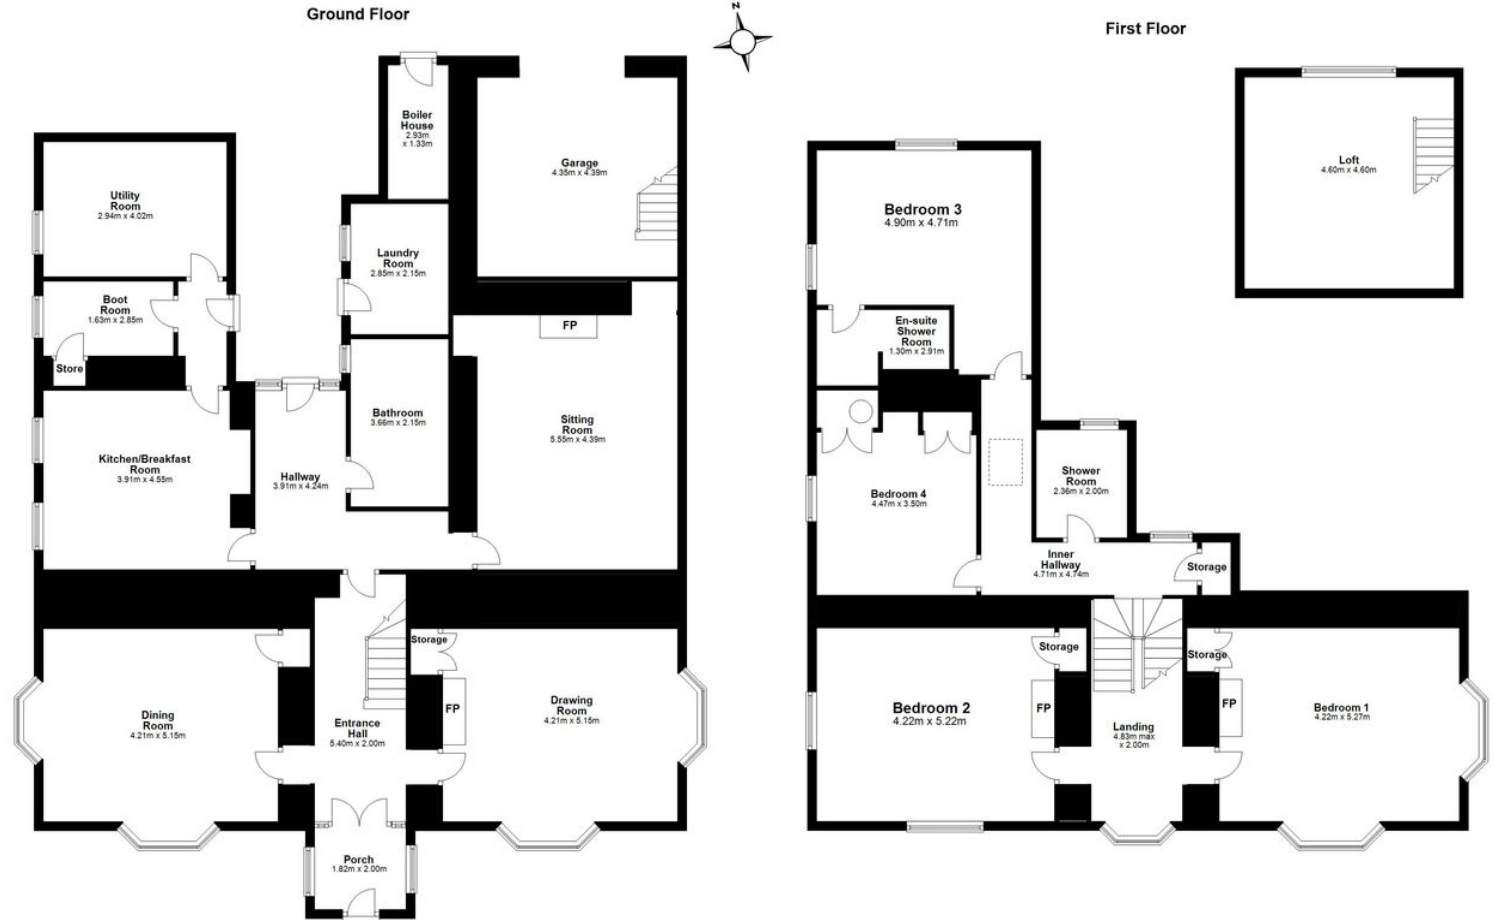 Ground Floor
N
First Floor
Boiler
House
2.93m
x 1.33m
Garage
4.35m x 4.39m
Utility
Room
2.94m x 4.02m
Laundry
Room
2.85m x 2.15m
Boot
Room
1.63m x 2.85m
Store
FP
Bathroom
3.66m x 2.15m
Sitting
Room
5.55m x 4.39m
Kitchen/Breakfast
Room
3.91m x 4.55m
Hallway
3.91m x 4.24m
Storage
Dining
Room
4.21m x 5.15m
Entrance
Hall
5.40m x 2.00m
FP
Drawing
Room
4.21m x 5.15m
Porch
1.82m x 2.00m
Loft
4.60m x 4.60m
Bedroom 3
4.90m x 4.71m
En-suite
Shower
Room
1.30m x 2.91m
Bedroom 4
4.47m x 3.50m
Shower
Room
2.36m x 2.00m
Inner
Hallway
4.71m x 4.74m
Storage
Storage
Storage
Bedroom 2
4.22m x 5.22m
FP
Landing
4.83m max
x 2.00m
FP
Bedroom 1
4.22m x 5.27m